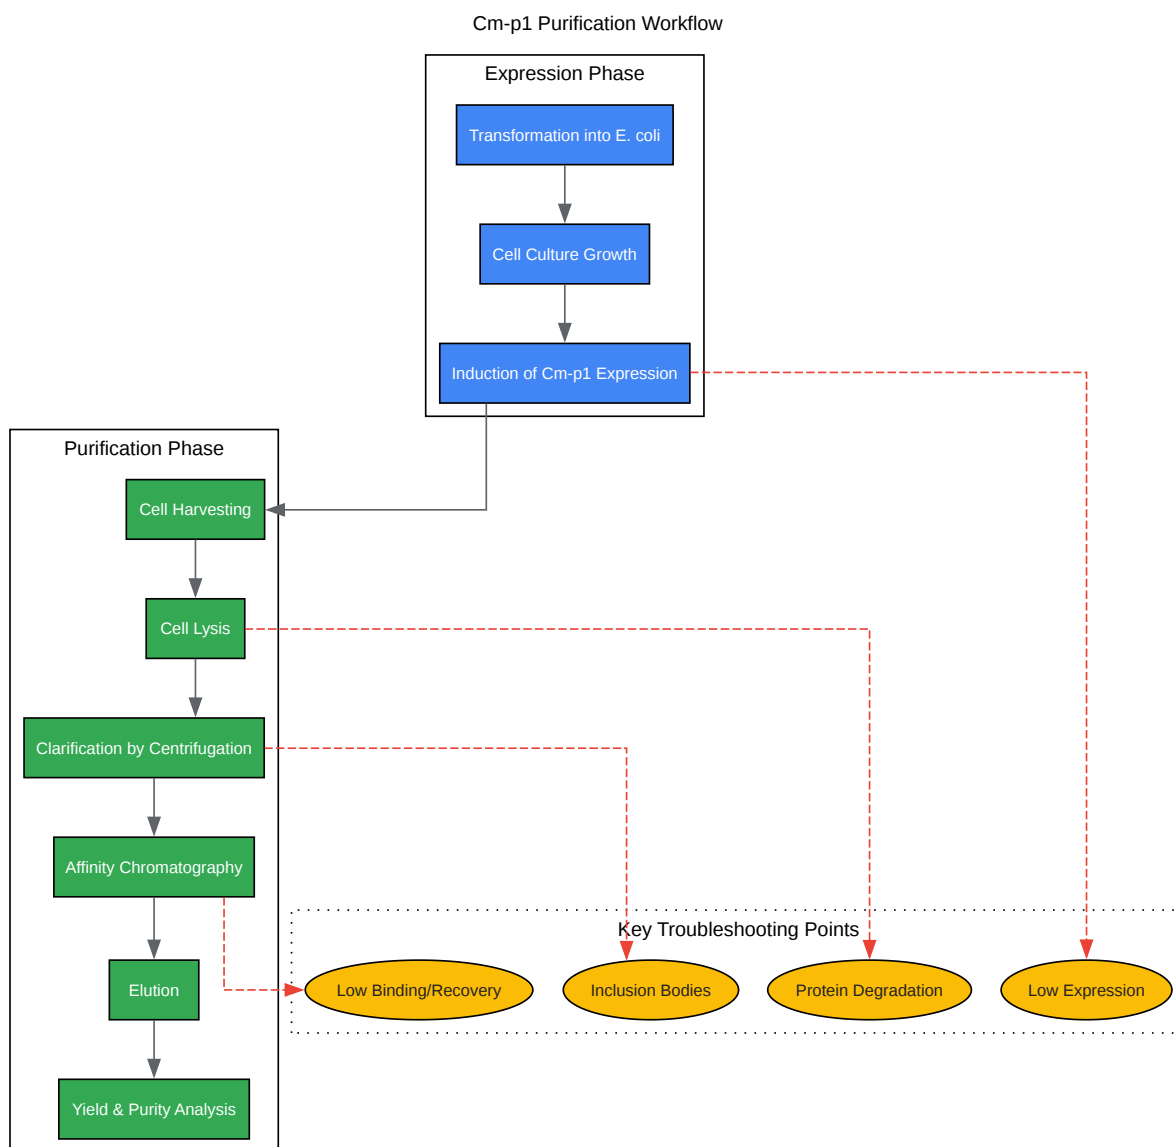 Cm-p1 Purification Workflow
Expression Phase
Transformation into E. coli
Cell Culture Growth
Induction of Cm-p1 Expression
Purification Phase
Cell Harvesting
Cell Lysis
Clarification by Centrifugation
Affinity Chromatography
Elution
Yield & Purity Analysis
Key Troubleshooting Points
Low Binding/Recovery
Inclusion Bodies
Protein Degradation
Low Expression